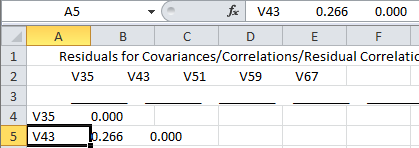 A5 fx V43 0.266 0.000
A B C D E F
1 Residuals for Covariances/Correlations/Residual Correlatio
2 V35 V43 V51 V59 V67
3
4 V35 0.000
5 V43 0.266 0.000